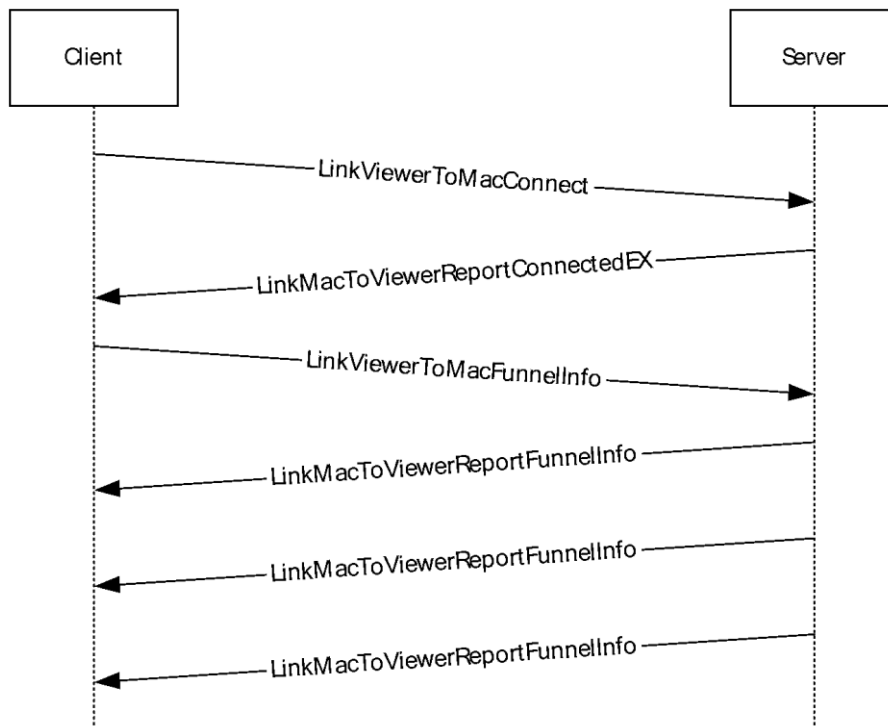 Client
Server
LinkViewerToMacConnect
LinkMacToViewerReportConnectedEX
LinkViewerToMacFunnelInfo
LinkMacToViewerReportFunnelInfo
LinkMacToViewerReportFunnelInfo
LinkMacToViewerReportFunnelInfo